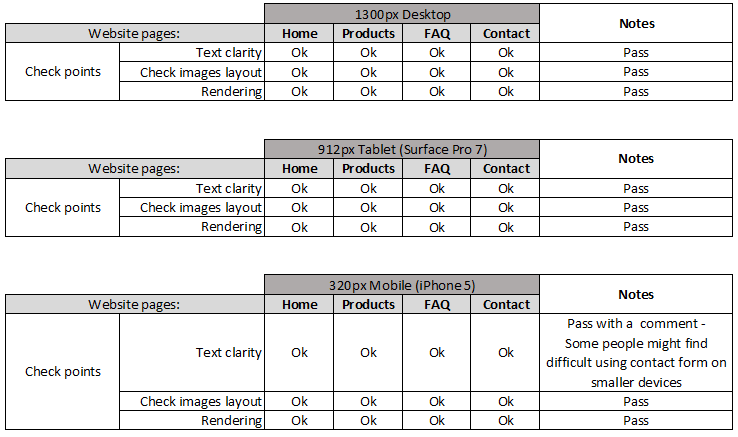 1300px Desktop Notes
Website pages: Home Products FAQ Contact
Check points Text clarity Ok Ok Ok Ok Pass
Check images layout Ok Ok Ok Ok Pass
Rendering Ok Ok Ok Ok Pass
912px Tablet (Surface Pro 7) Notes
Website pages: Home Products FAQ Contact
Check points Text clarity Ok Ok Ok Ok Pass
Check images layout Ok Ok Ok Ok Pass
Rendering Ok Ok Ok Ok Pass
320px Mobile (iPhone 5) Notes
Website pages: Home Products FAQ Contact
Check points Text clarity Ok Ok Ok Ok Pass with a comment -
Some people might find
difficult using contact form on
smaller devices
Check images layout Ok Ok Ok Ok Pass
Rendering Ok Ok Ok Ok Pass